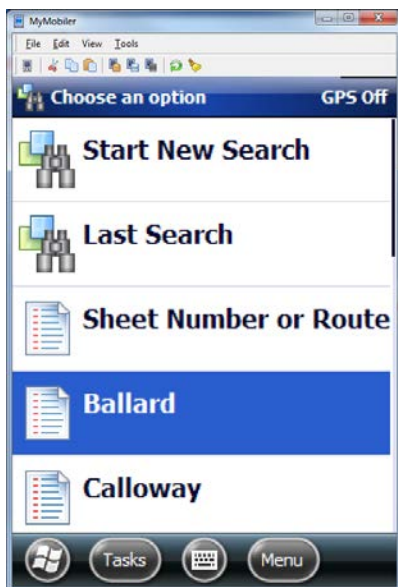 MyMobiler
File Edit View Tools
Choose an option GPS Off
Start New Search
Last Search
Sheet Number or Route
Ballard
Calloway
Tasks Menu